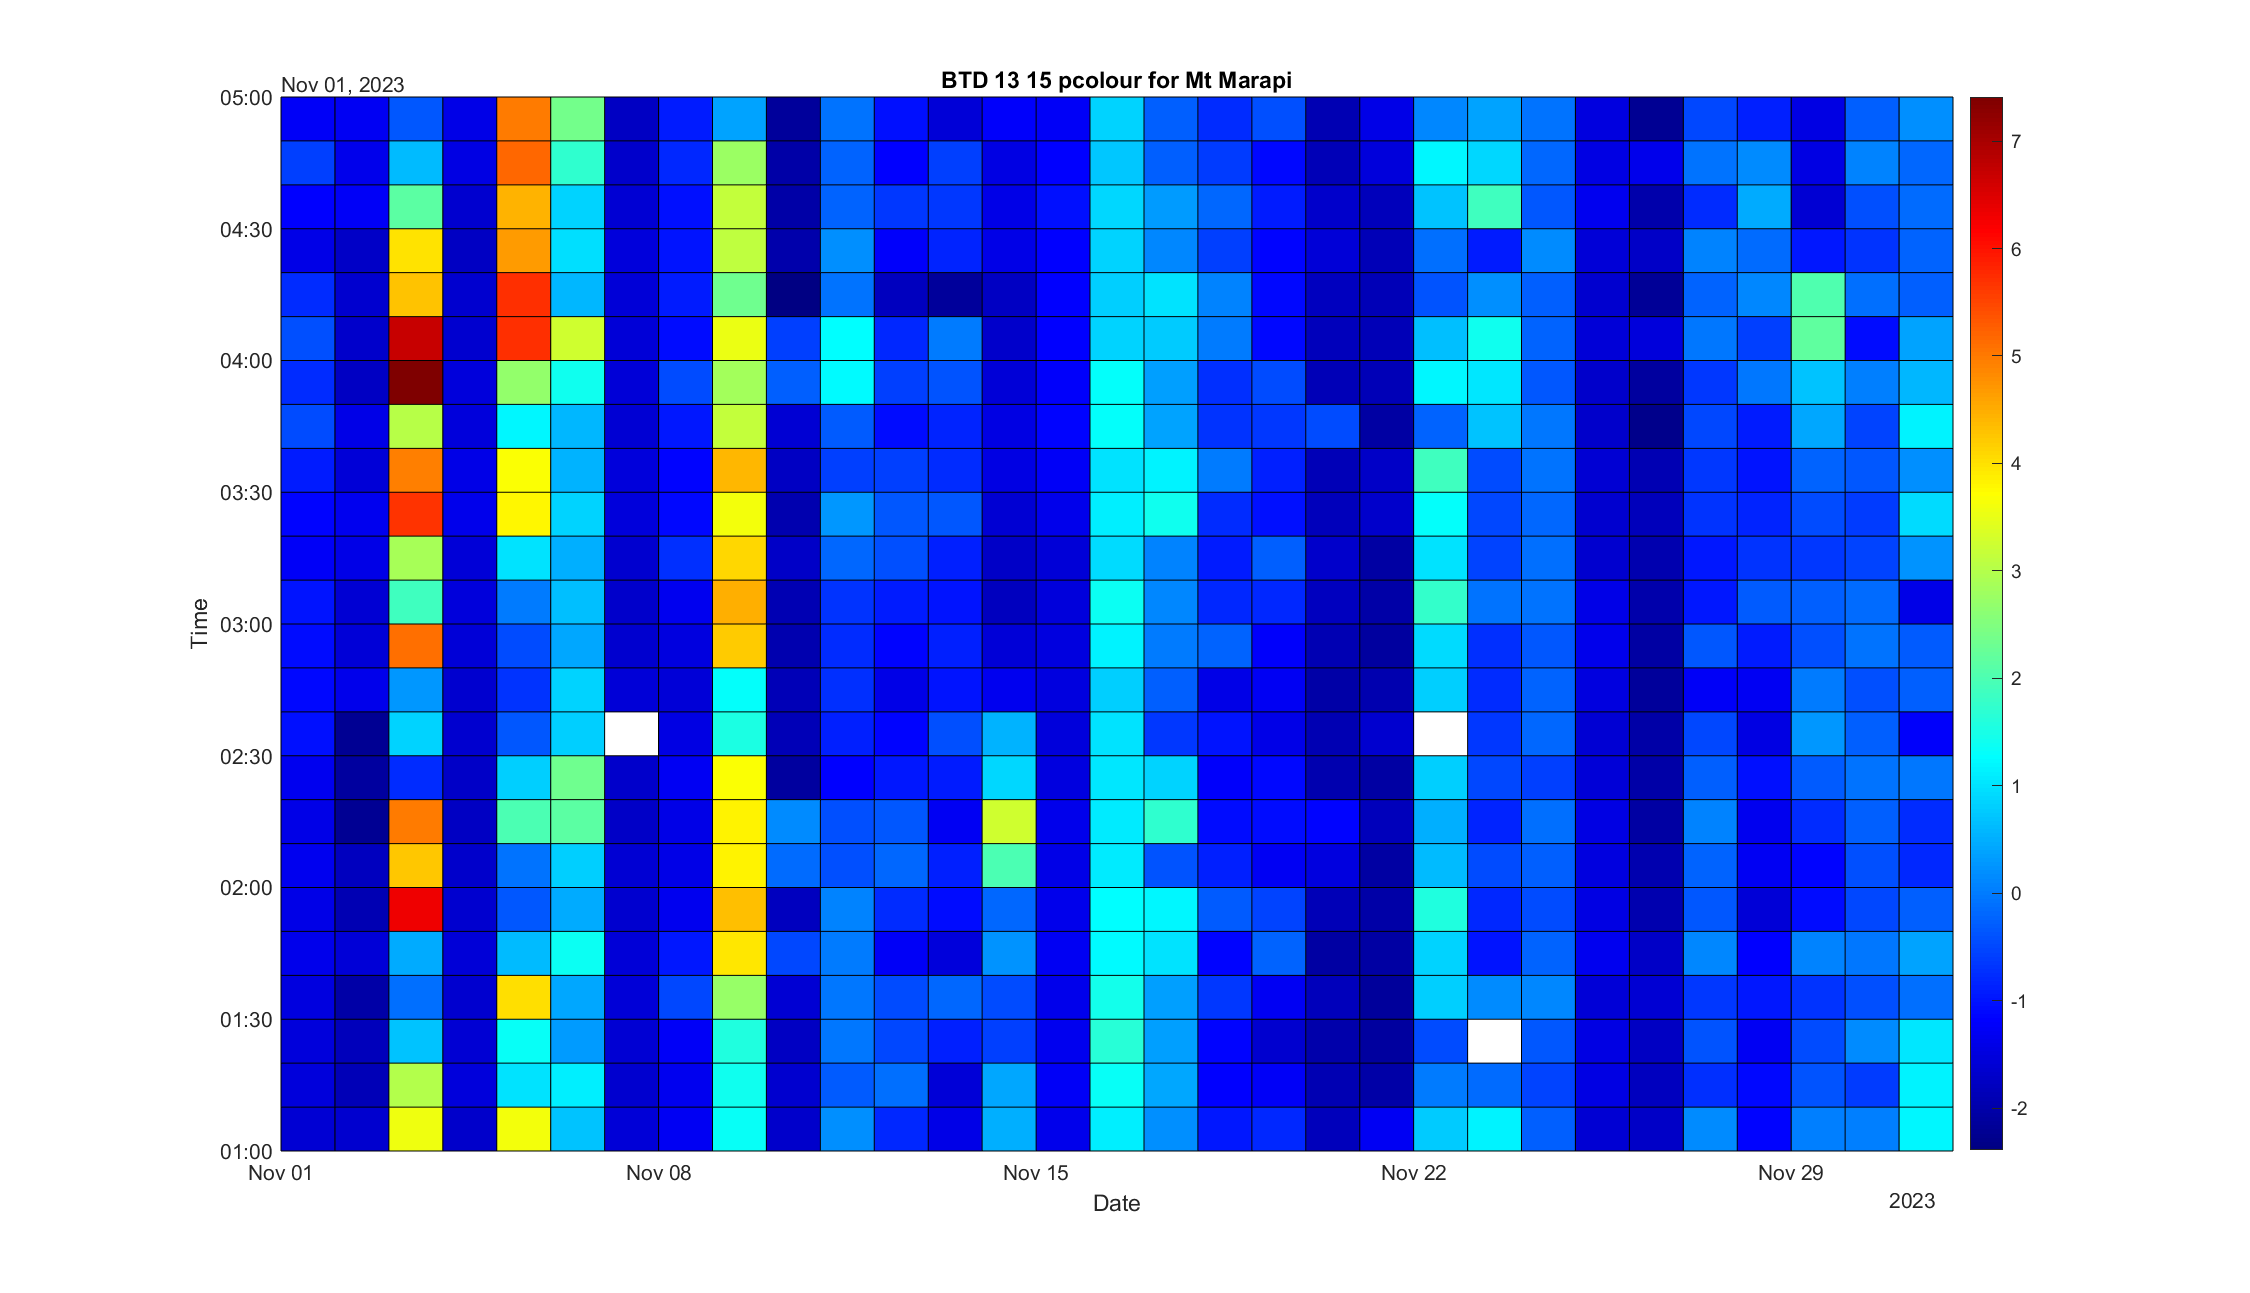 BTD 13 15 pcolour for Mt Marapi
Nov 01, 2023
05:00
04:30
04:00
03:30
03:00
02:30
02:00
01:30
01:00
Time
Nov 01
Nov 08
Nov 15
Nov 22
Nov 29
Date
2023
7
6
5
4
3
2
1
0
-1
-2